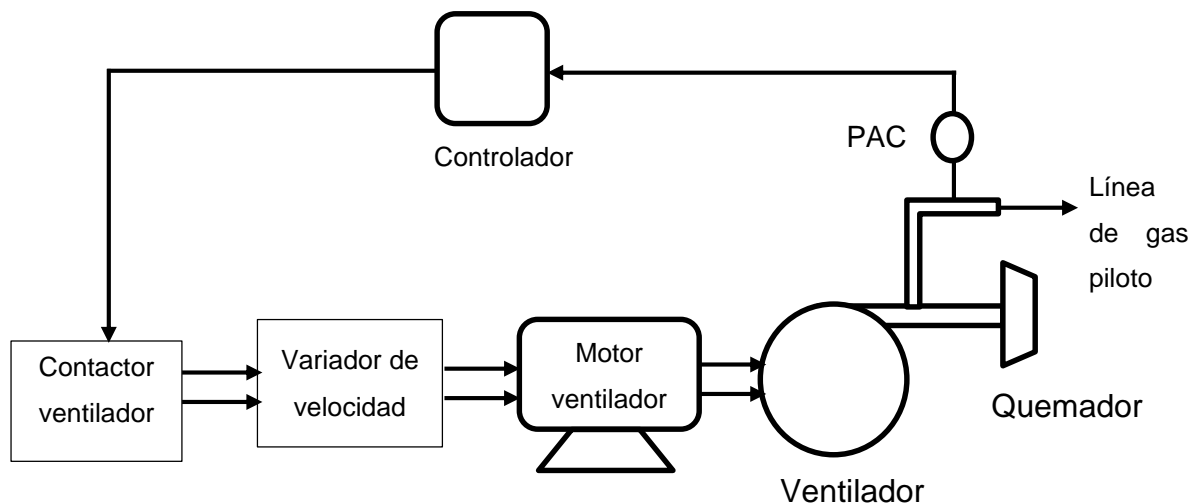 Controlador
PAC
Línea
de gas
piloto
Contactor
ventilador
Variador de
velocidad
Motor
ventilador
Quemador
Ventilador